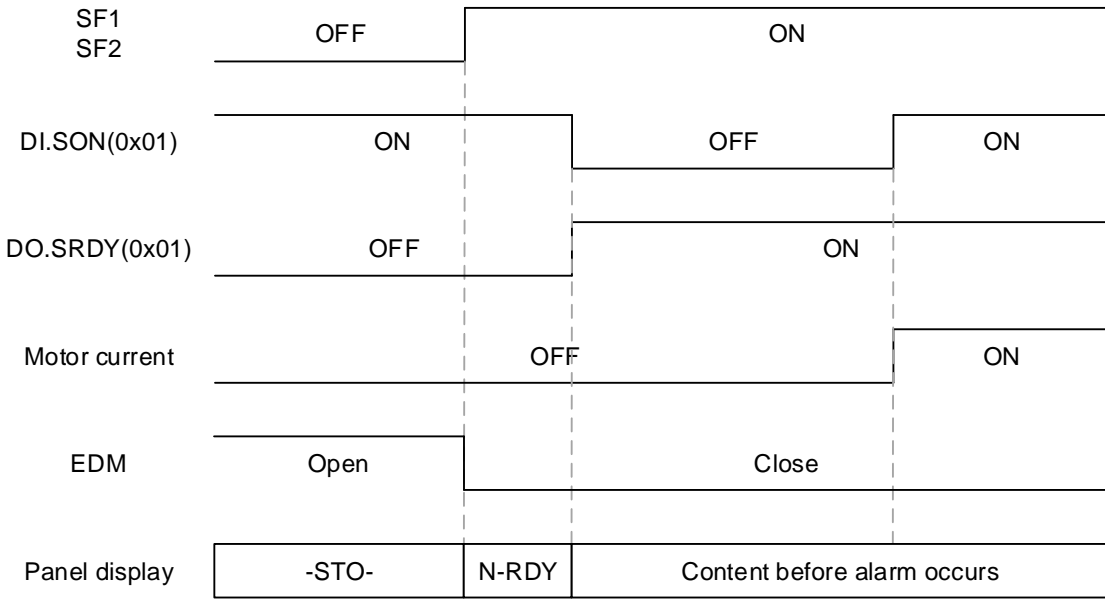 SF1
SF2
OFF
ON
DI.SON(0x01)
ON
OFF
ON
DO.SRDY(0x01)
OFF
ON
Motor current
OFF
ON
EDM
Open
Close
Panel display
-STO-
N-RDY
Content before alarm occurs